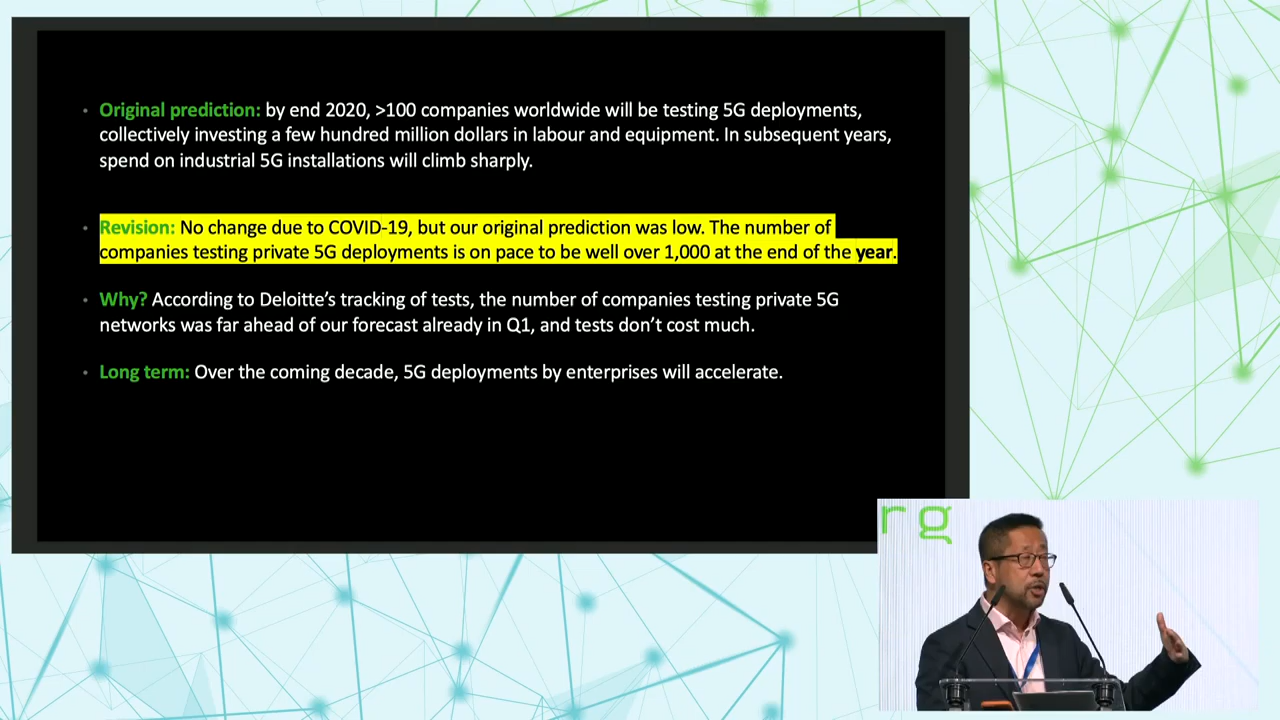 • Original prediction: by end 2020, >100 companies worldwide will be testing 5G deployments,
collectively investing a few hundred million dollars in labour and equipment. In subsequent years,
spend on industrial 5G installations will climb sharply.
• Revision: No change due to COVID-19, but our original prediction was low. The number of
companies testing private 5G deployments is on pace to be well over 1,000 at the end of the year.
• Why? According to Deloitte’s tracking of tests, the number of companies testing private 5G
networks was far ahead of our forecast already in Q1, and tests don’t cost much.
• Long term: Over the coming decade, 5G deployments by enterprises will accelerate.
rg